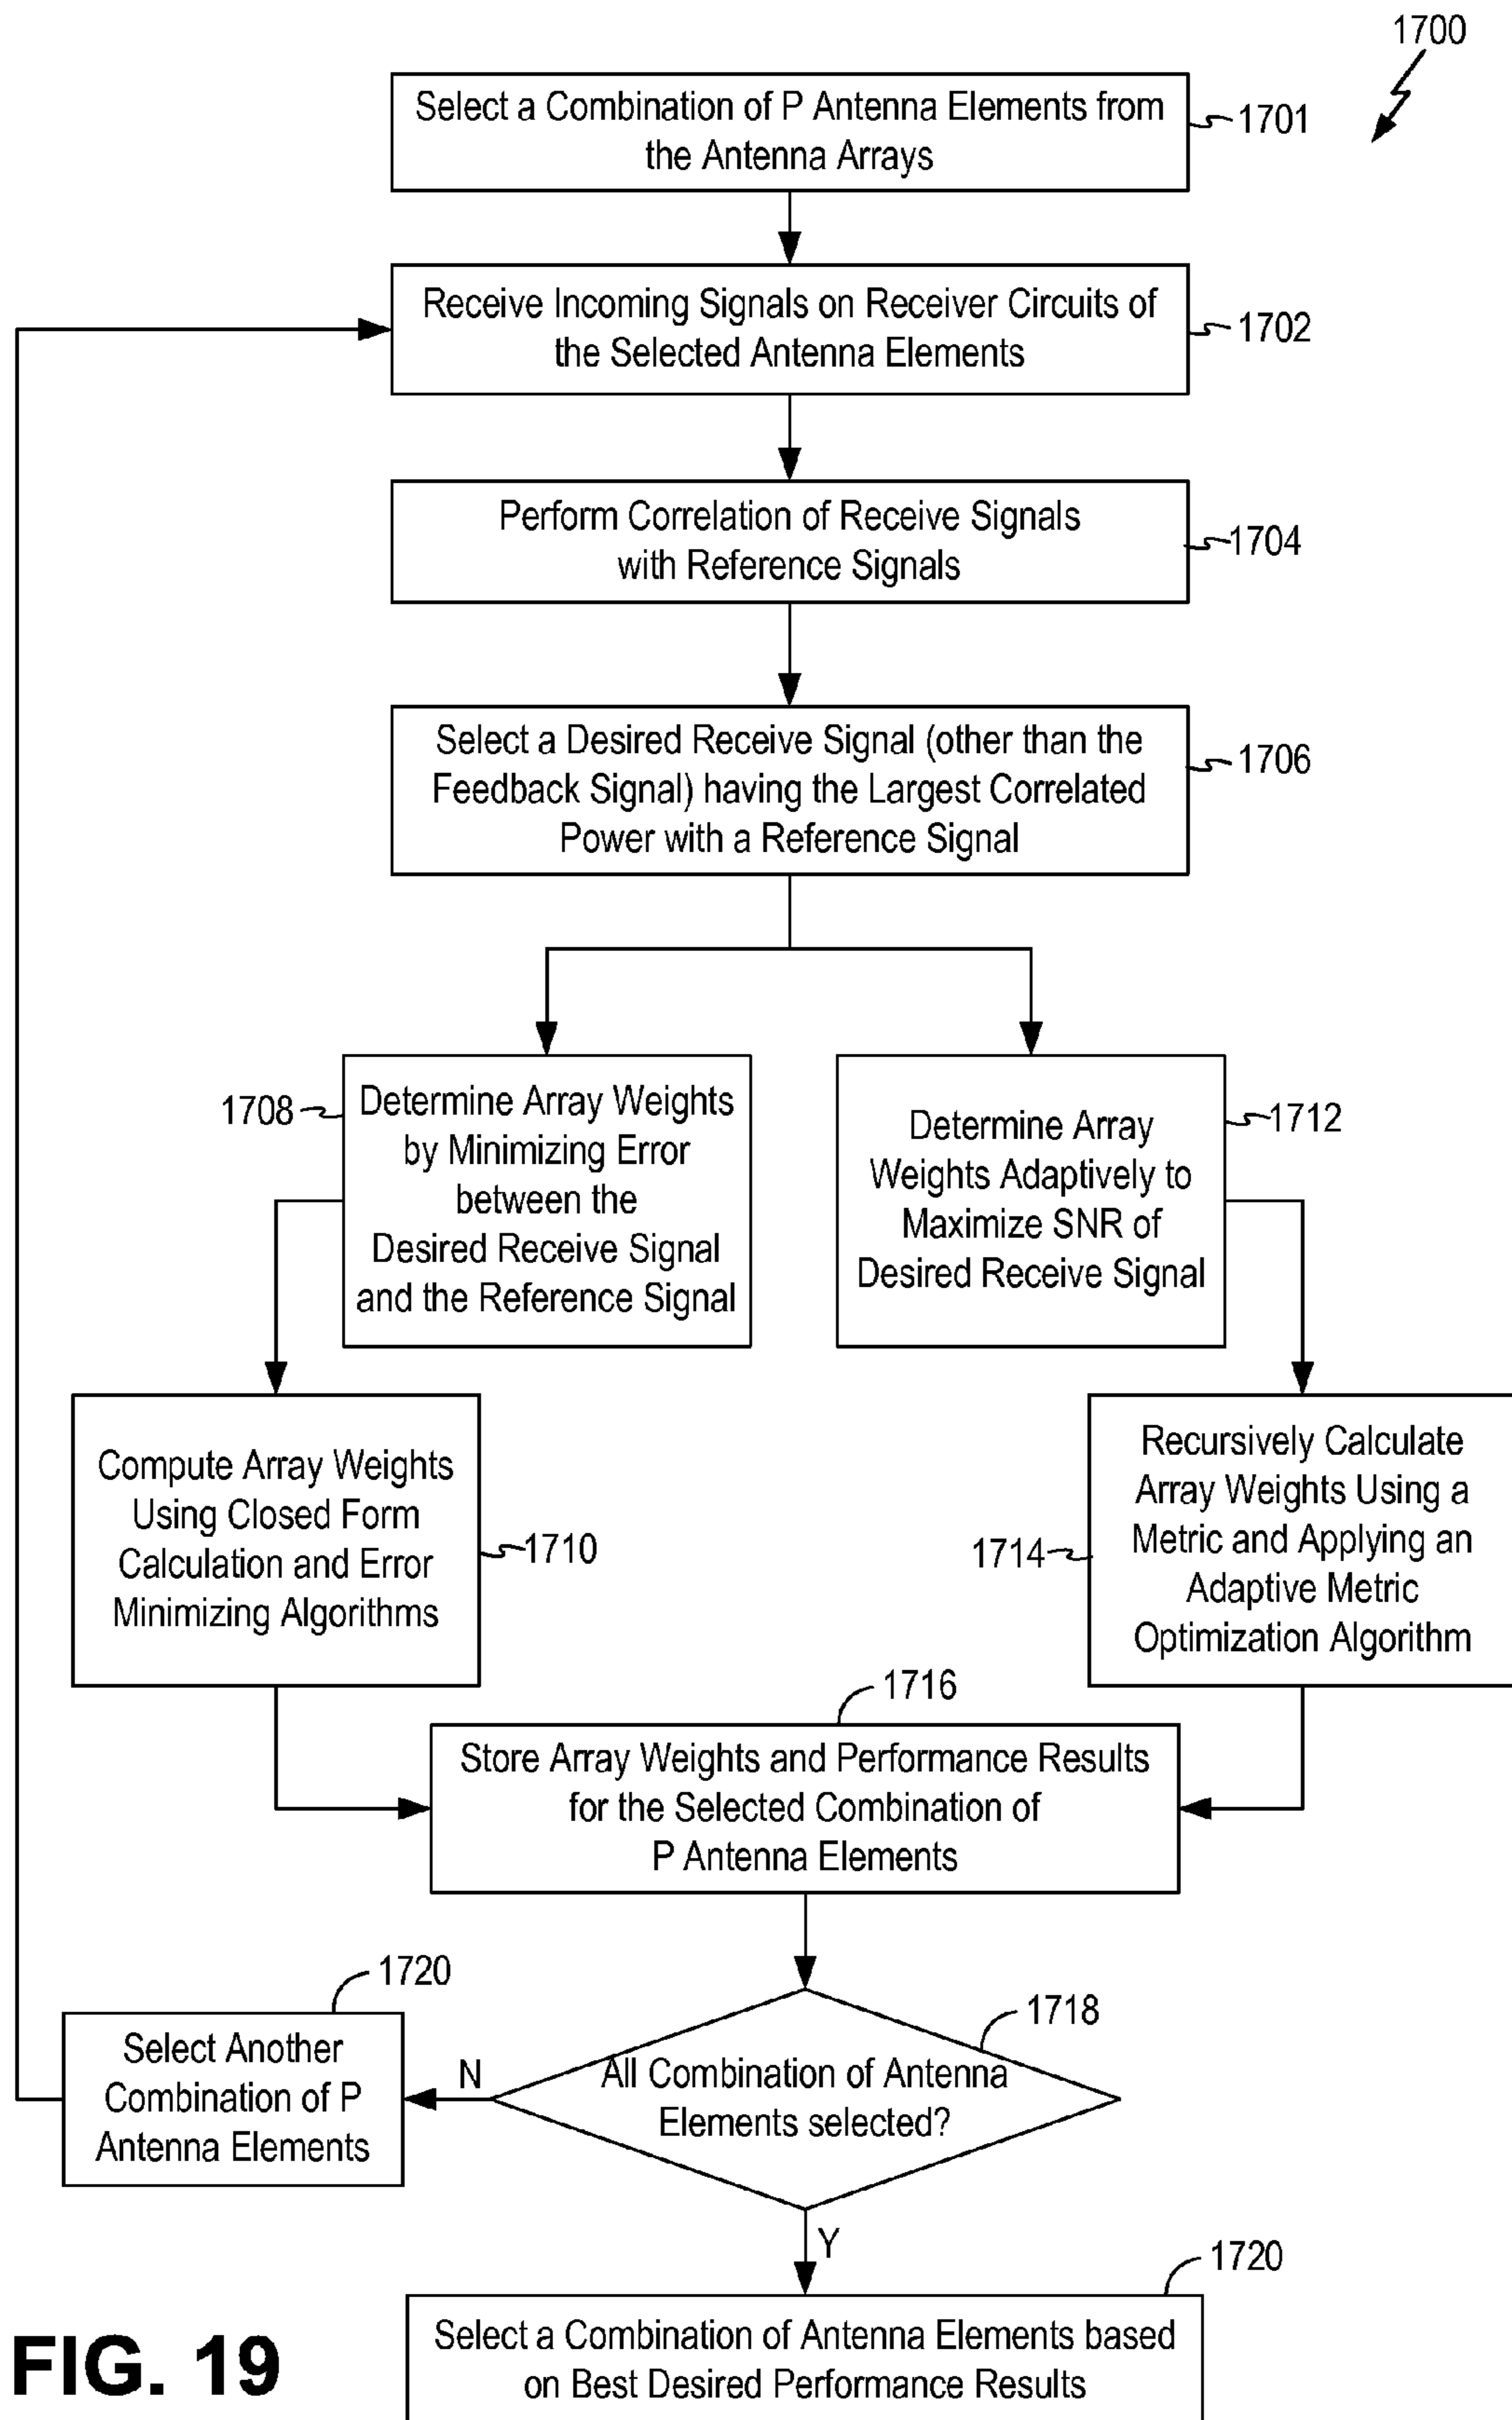 1700
Select a Combination of P Antenna Elements from
the Antenna Arrays
1701
Receive Incoming Signals on Receiver Circuits of
the Selected Antenna Elements
1702
Perform Correlation of Receive Signals
with Reference Signals
1704
Select a Desired Receive Signal (other than the
Feedback Signal) having the Largest Correlated
Power with a Reference Signal
1706
1708
Determine Array Weights
by Minimizing Error
between the
Desired Receive Signal
and the Reference Signal
Determine Array
Weights Adaptively to
Maximize SNR of
Desired Receive Signal
1712
Compute Array Weights
Using Closed Form
Calculation and Error
Minimizing Algorithms
1710
1714
Recursively Calculate
Array Weights Using a
Metric and Applying an
Adaptive Metric
Optimization Algorithm
1716
Store Array Weights and Performance Results
for the Selected Combination of
P Antenna Elements
1720
Select Another
Combination of P
Antenna Elements
N
1718
All Combination of Antenna
Elements selected?
Y
1720
Select a Combination of Antenna Elements based
on Best Desired Performance Results
FIG. 19